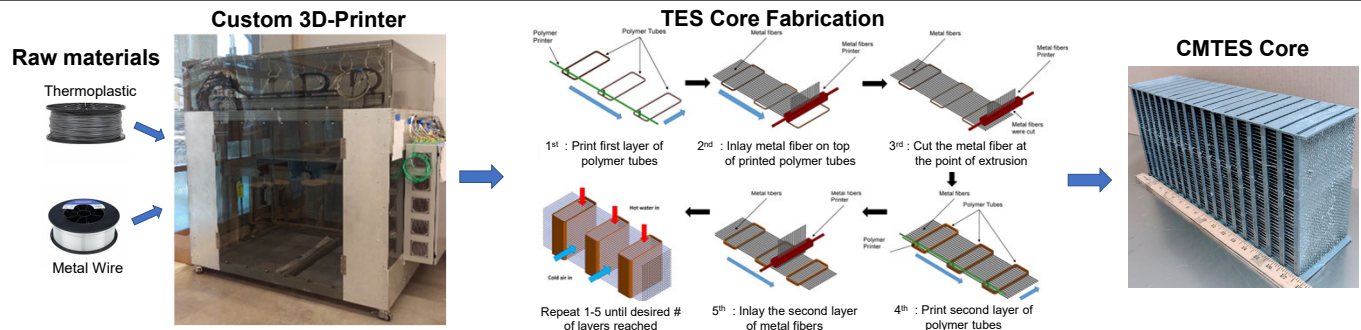 Custom 3D-Printer
TES Core Fabrication
CMTES Core
Raw materials
Thermoplastic
Metal Wire
Polymer
Printer
Polymer Tubes
1st : Print first layer of
polymer tubes
Metal fibers
Metal fibers
Printer
2nd : Inlay metal fiber on top
of printed polymer tubes
Metal fibers
Metal fibers
Printer
Metal fibers
were cut
3rd : Cut the metal fiber at
the point of extrusion
Metal fibers
Polymer Tubes
Polymer
Printer
4th : Print second layer of
polymer tubes
Metal fibers
Metal fibers
Printer
5th : Inlay the second layer
of metal fibers
Hot water in
Cold air in
Repeat 1-5 until desired #
of layers reached